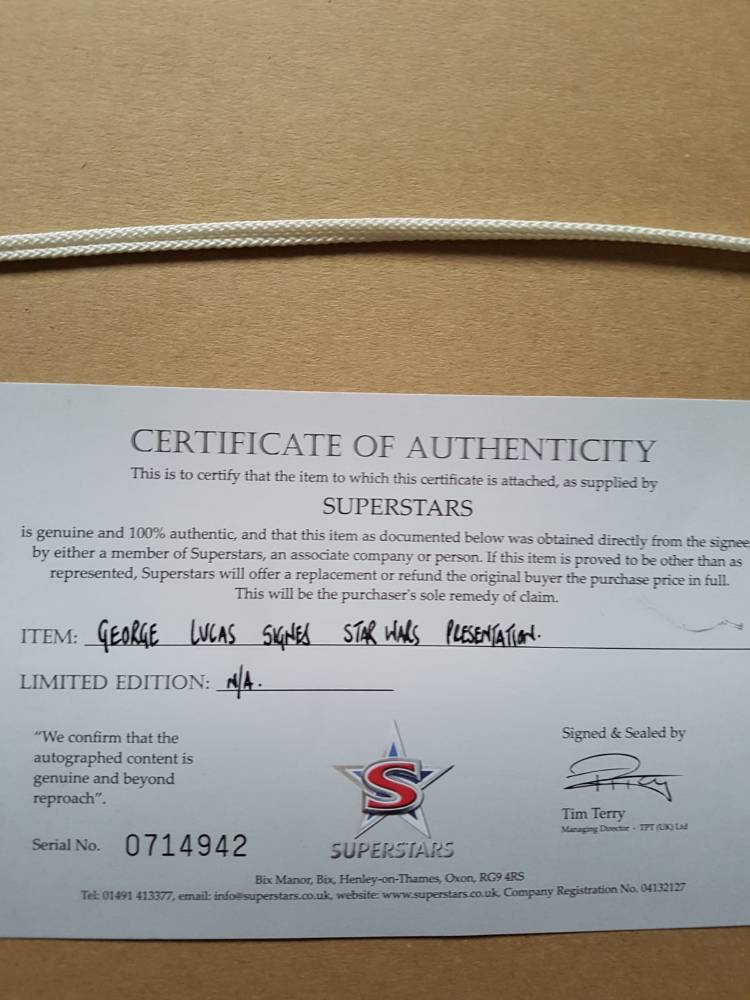 CERTIFICATE OF AUTHENTICITY
This is to certify that the item to which this certificate is attached, as supplied by
SUPERSTARS
is genuine and 100% authentic, and that this item as documented below was obtained directly from the signee
by either a member of Superstars, an associate company or person. If this item is proved to be other than as
represented, Superstars will offer a replacement or refund the original buyer the purchase price in full.
This will be the purchaser's sole remedy of claim.
ITEM: GEORGE LUCAS SIGNED STAR WARS PRESENTATION.
LIMITED EDITION: N/A.
"We confirm that the
autographed content is
genuine and beyond
reproach".
Serial No. 0714942
S
SUPERSTARS
Signed & Sealed by
TTerry
Tim Terry
Managing Director - TPT (UK) Ltd
Bix Manor, Bix, Henley-on-Thames, Oxon, RG9 4RS
Tel: 01491 413377, email: info@superstars.co.uk, website: www.superstars.co.uk, Company Registration No. 04132127